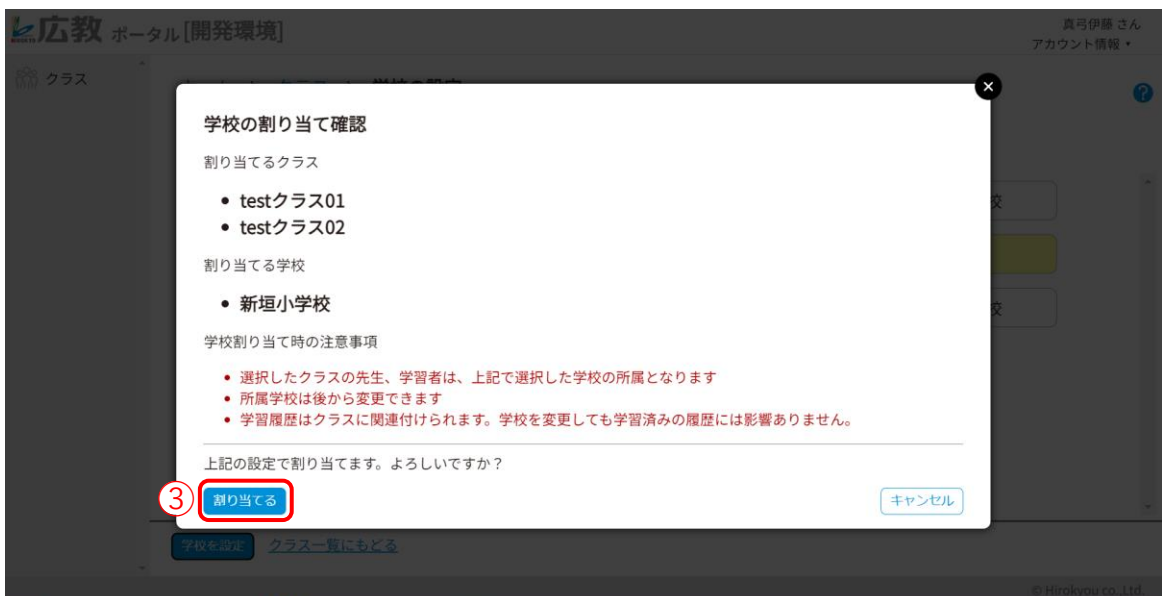 広教 ポータル[開発環境]
真弓伊藤 さん
アカウント情報
クラス
学校の設定
学校の割り当て確認
割り当てるクラス
• testクラス01
• testクラス02
割り当てる学校
• 新垣小学校
学校割り当て時の注意事項
• 選択したクラスの先生、学習者は、上記で選択した学校の所属となります
• 所属学校は後から変更できます
• 学習履歴はクラスに関連付けられます。学校を変更しても学習済みの履歴には影響ありません。
上記の設定で割り当てます。よろしいですか？
③ 割り当てる
キャンセル
学校を設定 クラス一覧にもどる
© Hirokyou co.,Ltd.